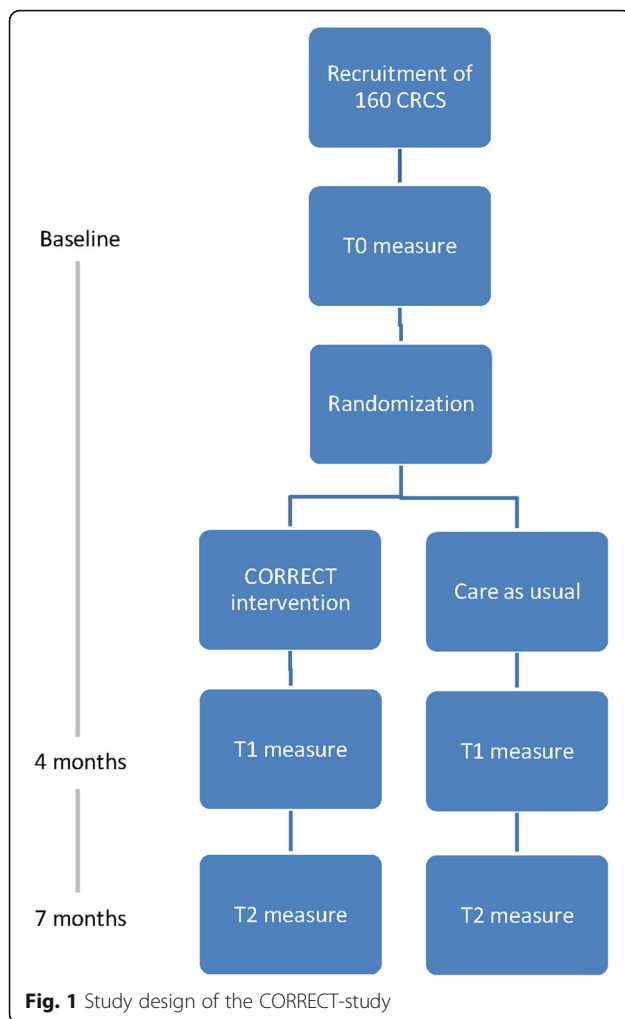 Recruitment of
160 CRCS
Baseline
T0 measure
Randomization
CORRECT
intervention
Care as usual
4 months
T1 measure
T1 measure
7 months
T2 measure
T2 measure
Fig. 1 Study design of the CORRECT-study